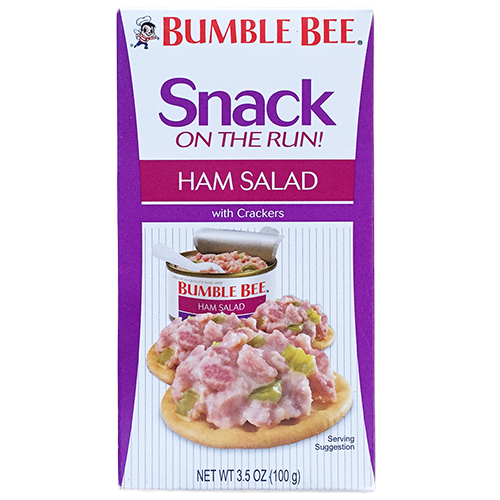 BUMBLE BEE®
Snack
ON THE RUN!
HAM SALAD
with Crackers
BUMBLE BEE®
HAM SALAD
Serving
Suggestion
NET WT 3.5 OZ (100 g)